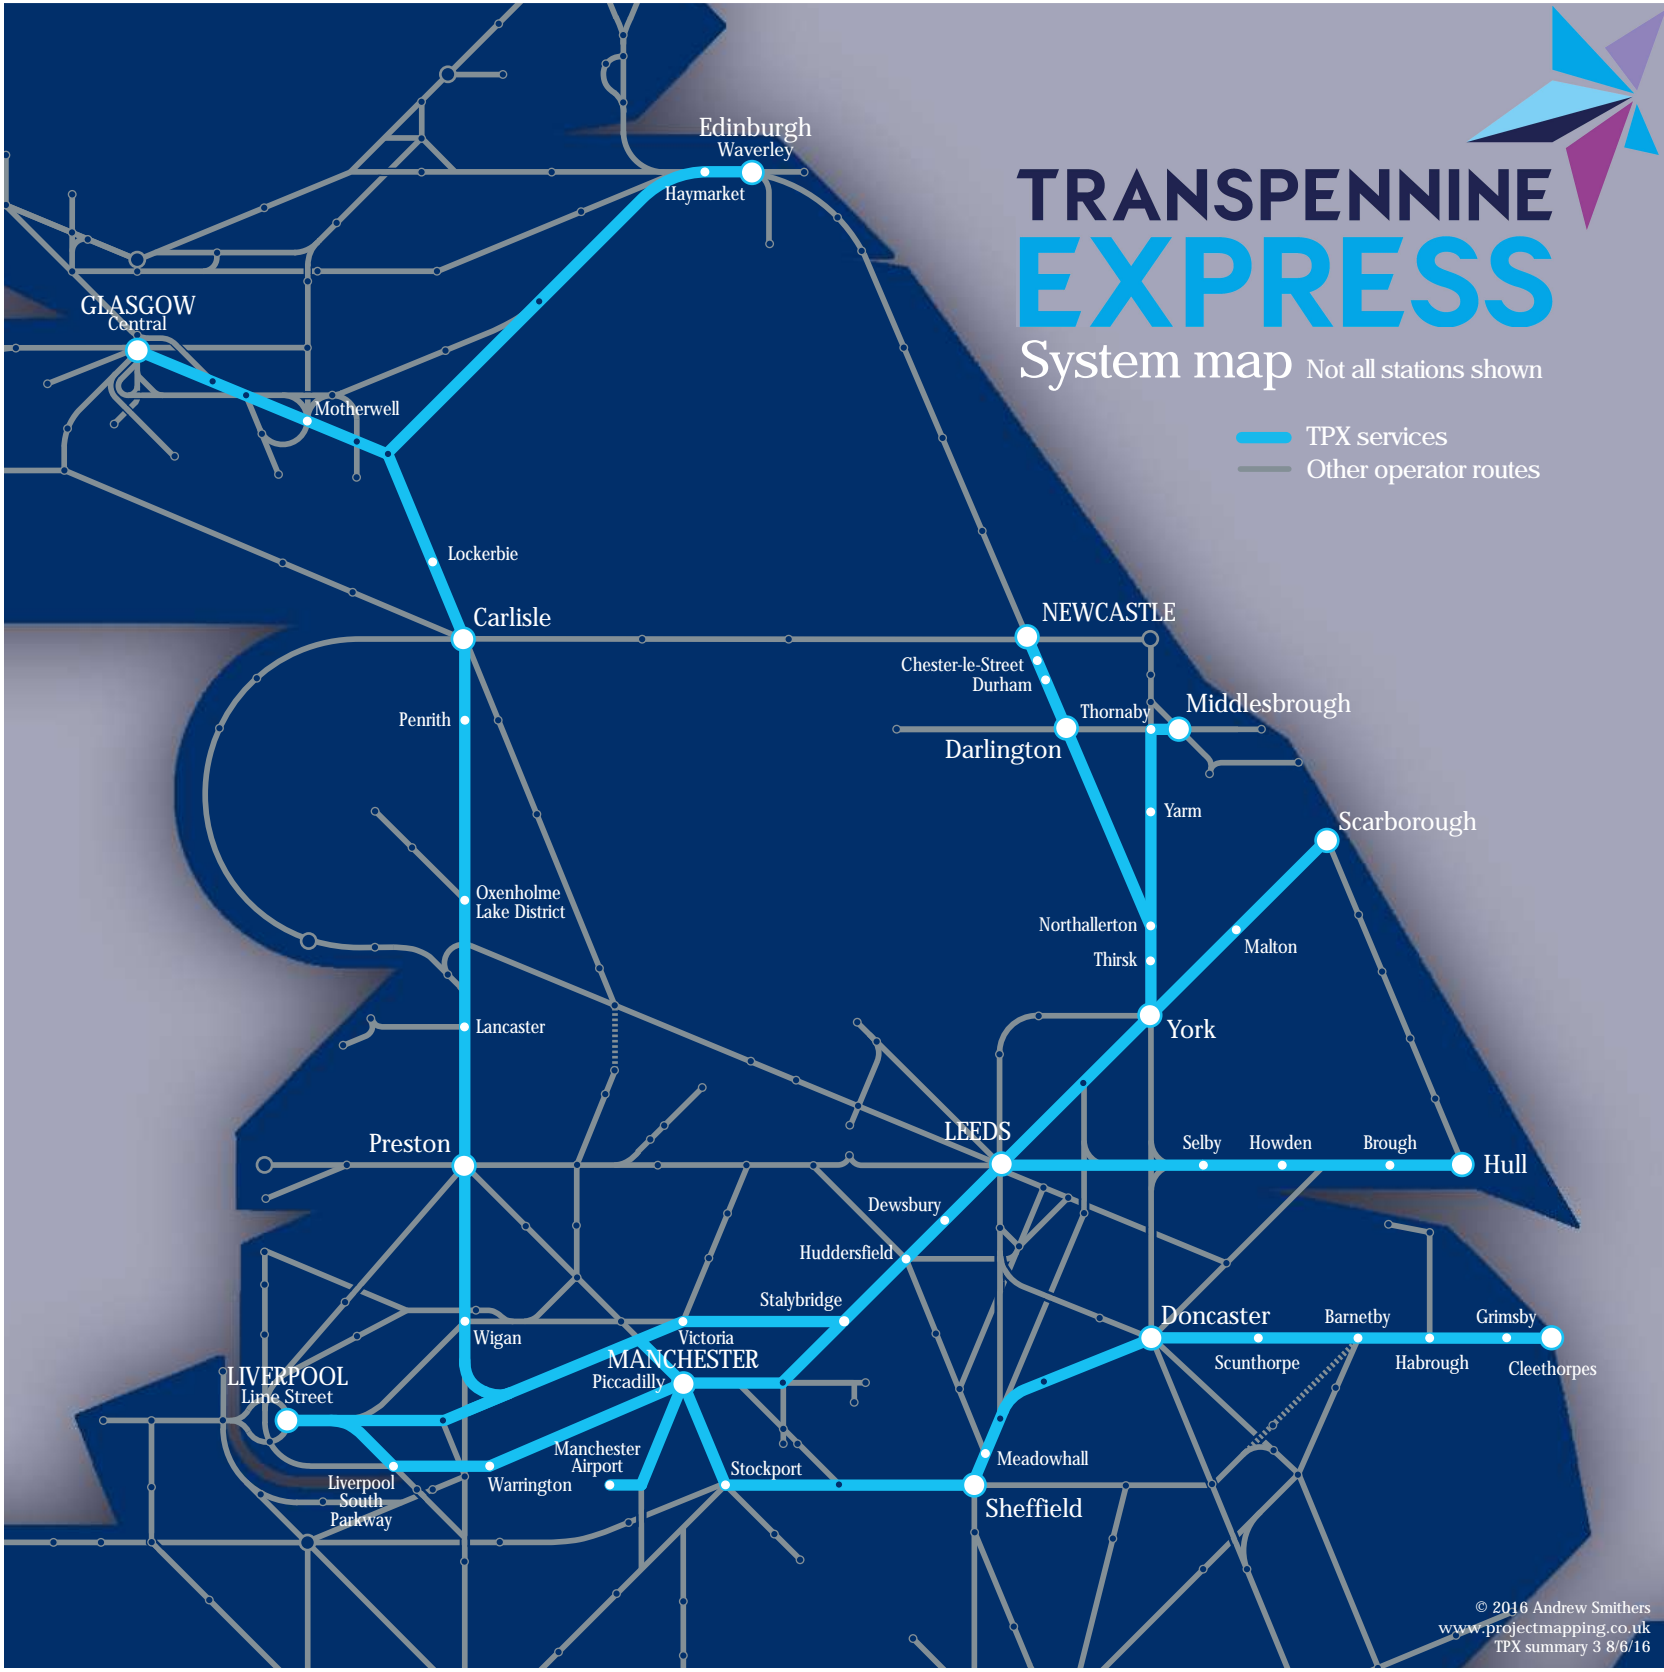 Edinburgh
Waverley
Haymarket
TRANSPENNINE
EXPRESS
System map Not all stations shown
TPX services
Other operator routes
GLASGOW
Central
Motherwell
Lockerbie
Carlisle
NEWCASTLE
Chester-le-Street
Durham
Thornaby
Middlesbrough
Darlington
Penrith
Yarm
Scarborough
Oxenholme
Lake District
Northallerton
Malton
Thirsk
Lancaster
York
Preston
LEEDS
Selby
Howden
Brough
Hull
Dewsbury
Huddersfield
Stalybridge
Wigan
Victoria
MANCHESTER
Piccadilly
Doncaster
Barnetby
Grimsby
Scunthorpe
Habrough
Cleethorpes
LIVERPOOL
Lime Street
Manchester
Airport
Stockport
Meadowhall
Liverpool
South
Parkway
Warrington
Sheffield
© 2016 Andrew Smithers
www.projectmapping.co.uk
TPX summary 3 8/6/16